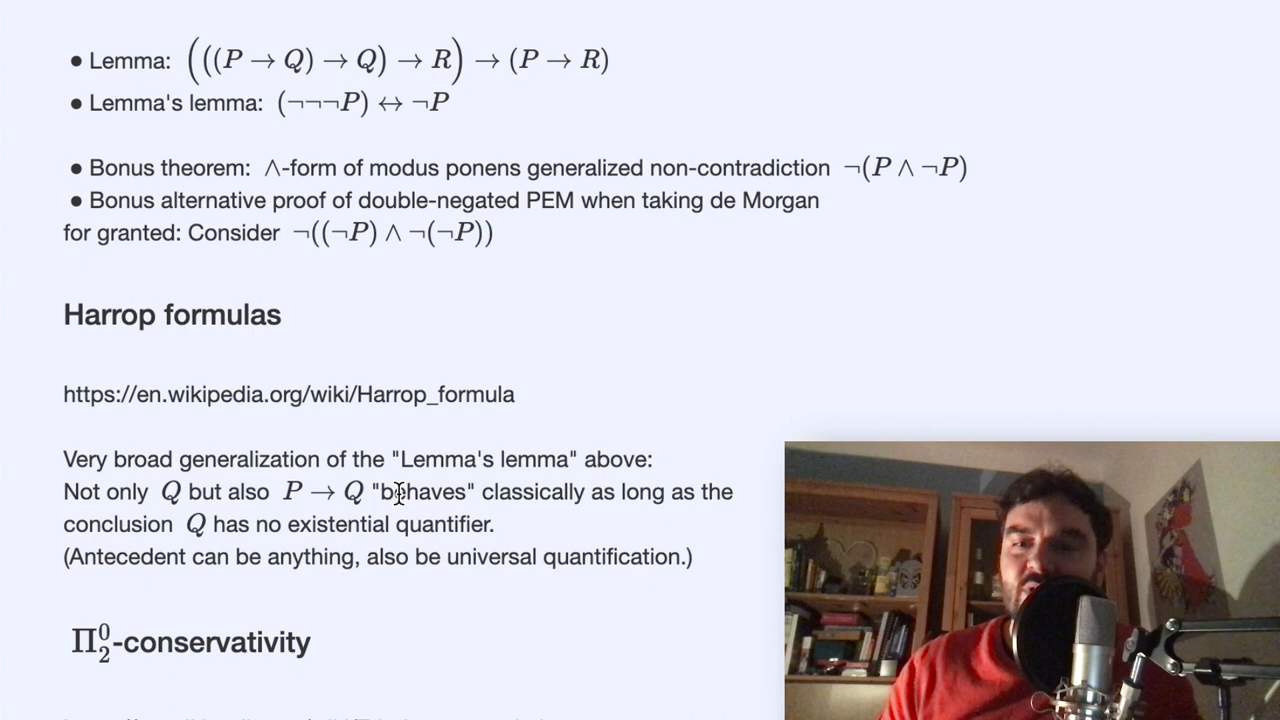 • Lemma: (((P → Q) → Q) → R) → (P → R)
• Lemma's lemma: (¬¬¬P) ↔ ¬P
• Bonus theorem: ∧-form of modus ponens generalized non-contradiction ¬(P ∧ ¬P)
• Bonus alternative proof of double-negated PEM when taking de Morgan
for granted: Consider ¬((¬P) ∧ ¬(¬P))
Harrop formulas
https://en.wikipedia.org/wiki/Harrop_formula
Very broad generalization of the "Lemma's lemma" above:
Not only Q but also P → Q "behaves" classically as long as the
conclusion Q has no existential quantifier.
(Antecedent can be anything, also be universal quantification.)
Π⁰₂-conservativity